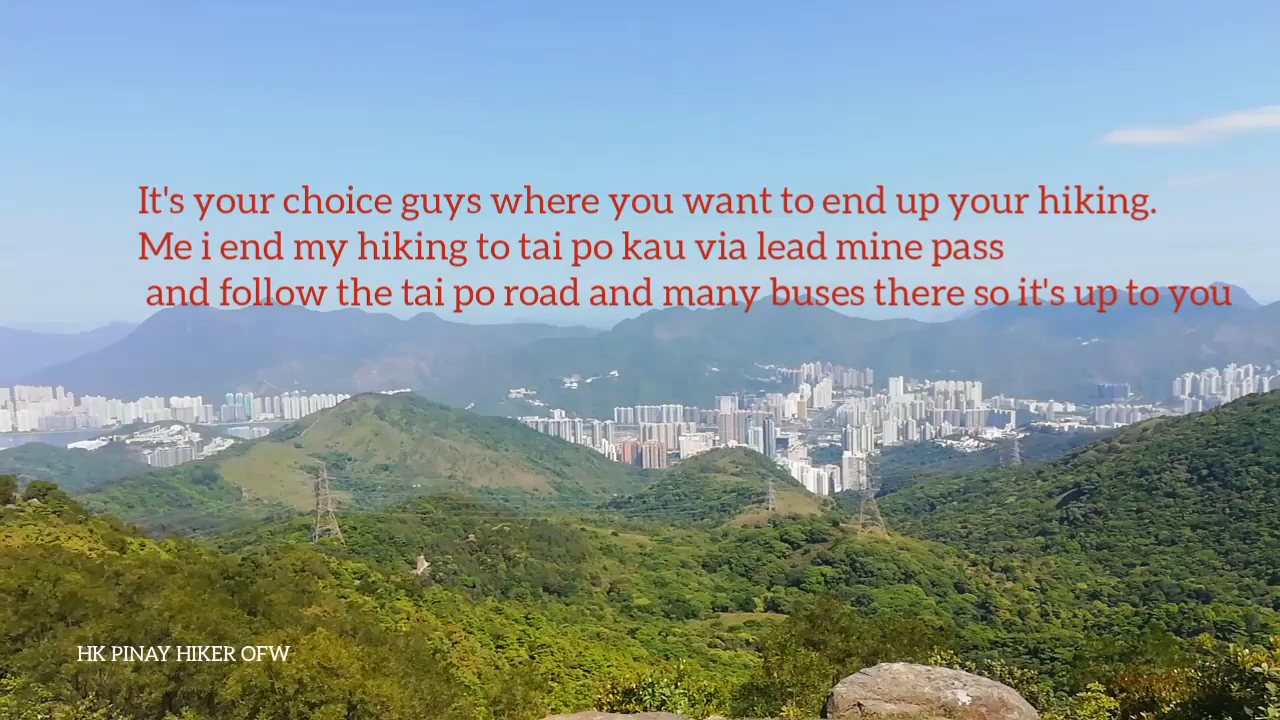 It's your choice guys where you want to end up your hiking.
Me i end my hiking to tai po kau via lead mine pass
and follow the tai po road and many buses there so it's up to you
HK PINAY HIKER OFW